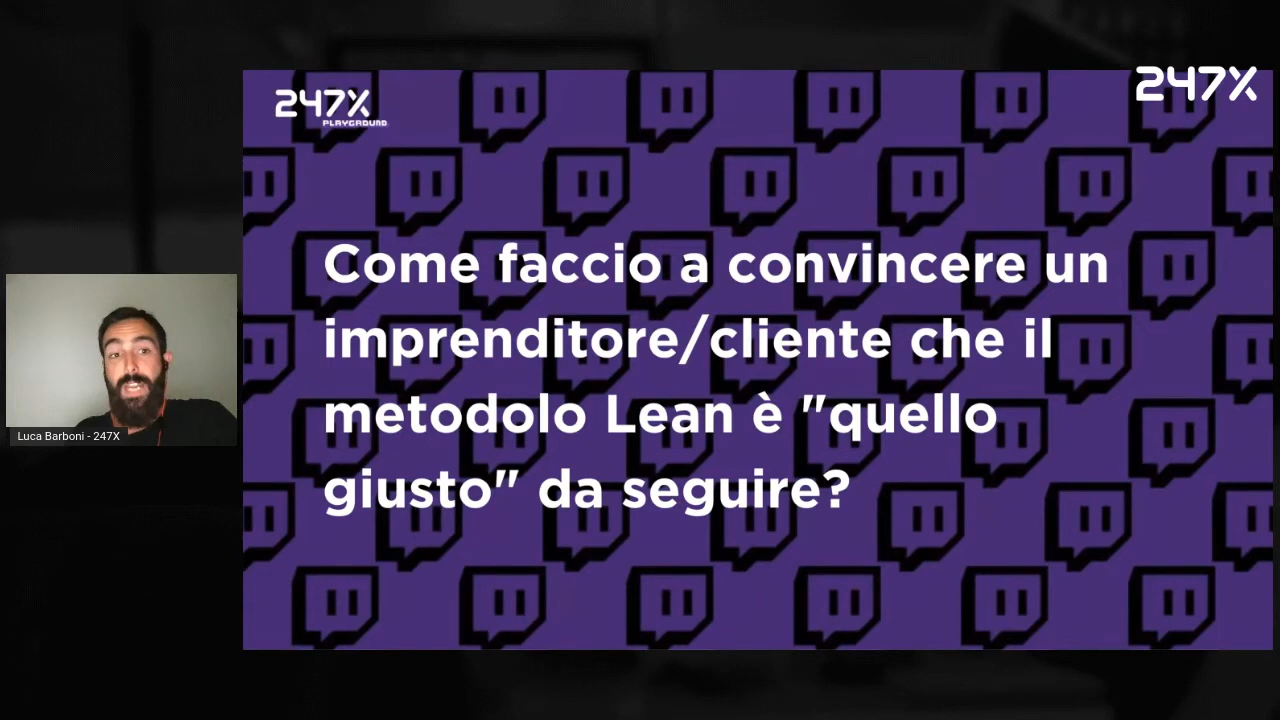 247X
247X
PLAYGROUND
Come faccio a convincere un
imprenditore/cliente che il
metodolo Lean è "quello
giusto" da seguire?
Luca Barboni - 247X